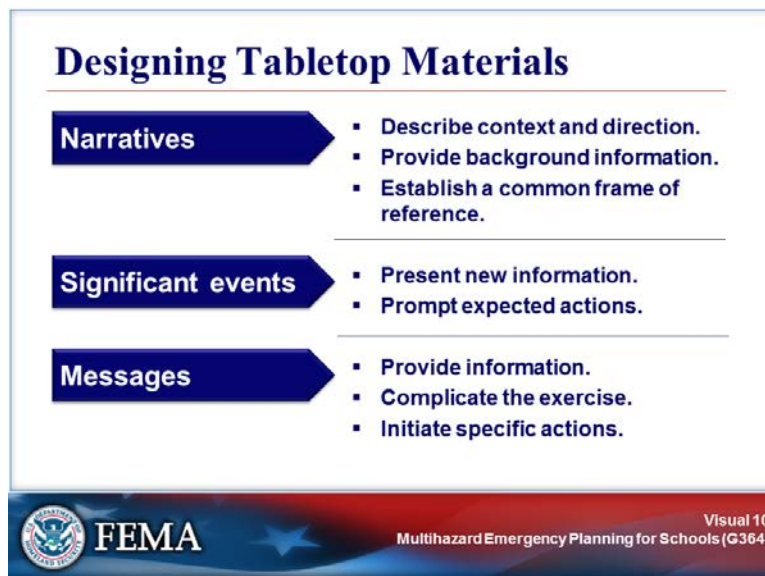 Designing Tabletop Materials
Narratives
▪ Describe context and direction.
▪ Provide background information.
▪ Establish a common frame of
reference.
Significant events
▪ Present new information.
▪ Prompt expected actions.
Messages
▪ Provide information.
▪ Complicate the exercise.
▪ Initiate specific actions.
FEMA
Visual 10
Multihazard Emergency Planning for Schools (G364